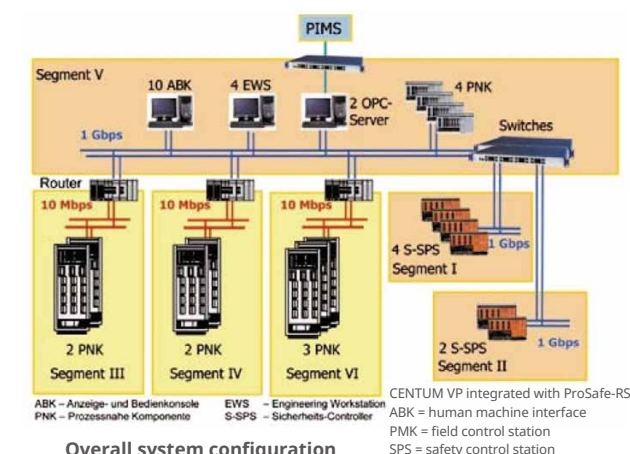 PIMS
Segment V
10 ABK
4 EWS
2 OPC-
Server
4 PNK
Switches
1 Gbps
Router
10 Mbps
10 Mbps
10 Mbps
4 S-SPS
Segment I
1 Gbps
2 PNK
Segment III
2 PNK
Segment IV
3 PNK
Segment VI
2 S-SPS
Segment II
1 Gbps
ABK – Anzeige- und Bedienkonsole
PNK – Prozessnahe Komponente
EWS – Engineering Workstation
S-SPS – Sicherheits-Controller
CENTUM VP integrated with ProSafe-RS
ABK = human machine interface
PMK = field control station
SPS = safety control station
Overall system configuration